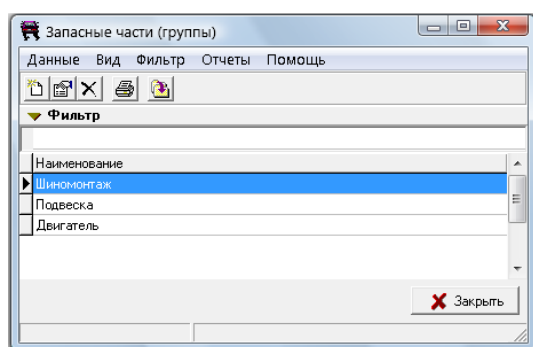 Запасные части (группы)
Данные Вид Фильтр Отчеты Помощь
Фильтр
Наименование
Шиномонтаж
Подвеска
Двигатель
Закрыть